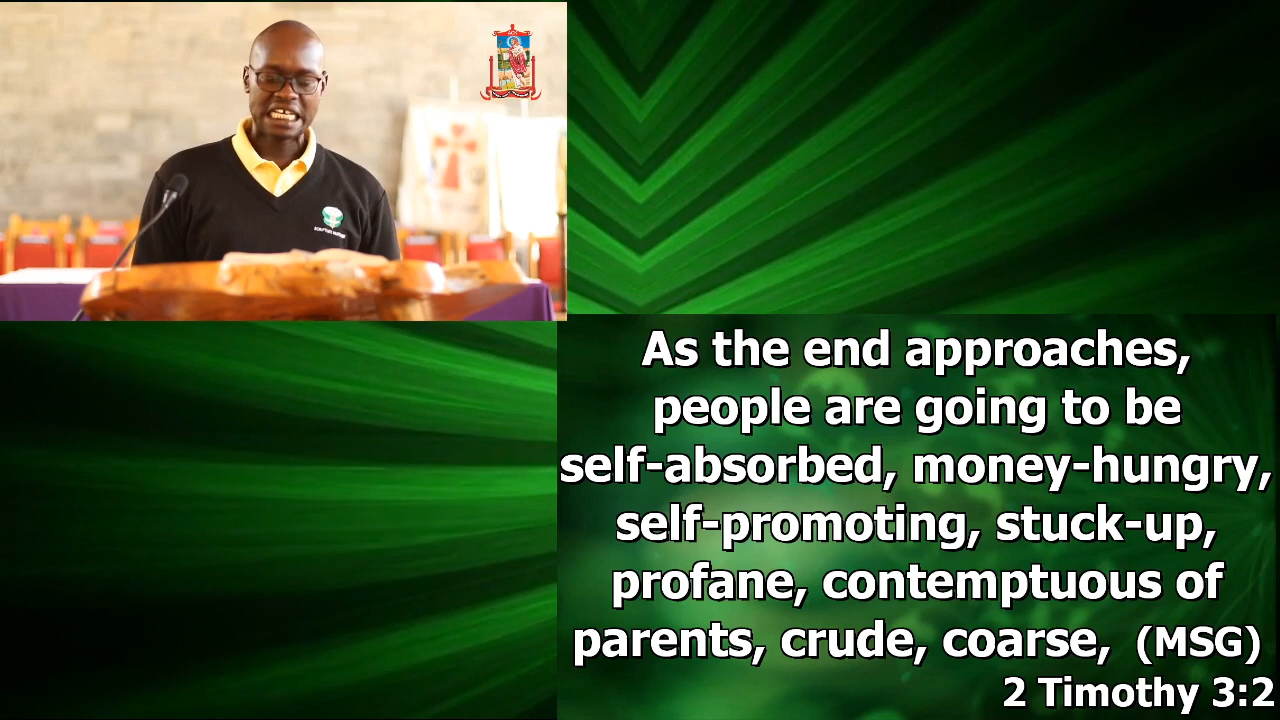 As the end approaches,
people are going to be
self-absorbed, money-hungry,
self-promoting, stuck-up,
profane, contemptuous of
parents, crude, coarse, (MSG)
2 Timothy 3:2